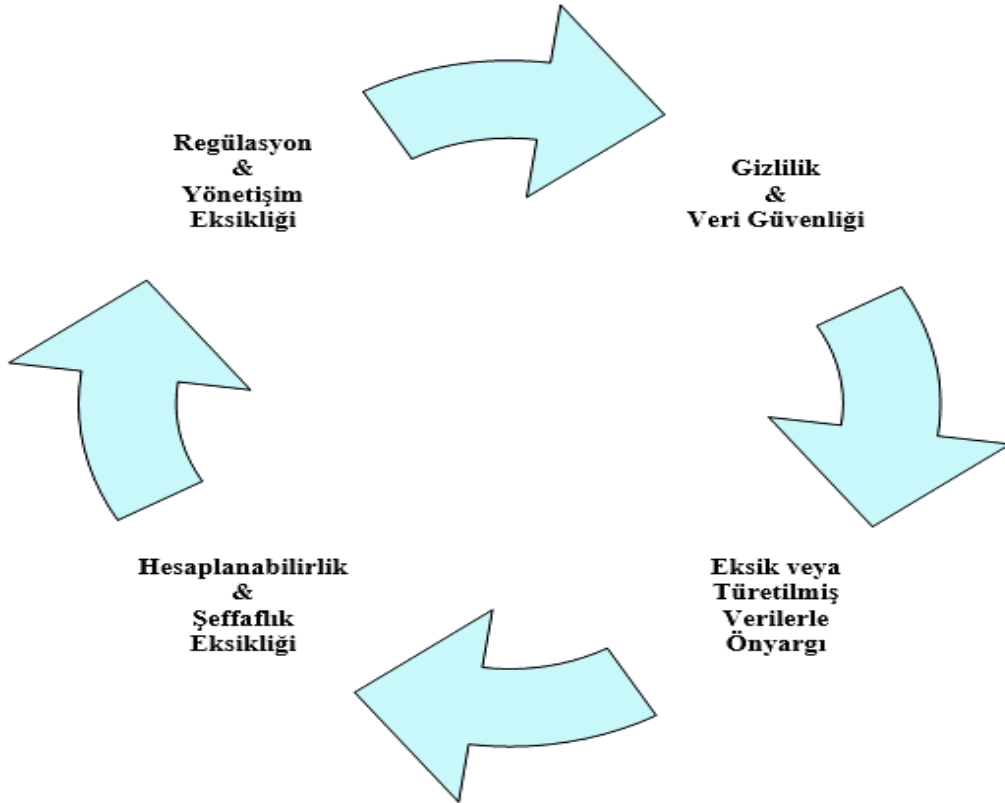 Regülasyon
&
Yönetişim
Eksikliği
Gizlilik
&
Veri Güvenliği
Eksik veya
Türetilmiş
Verilerle
Önyargı
Hesaplanabilirlik
&
Şeffaflık
Eksikliği